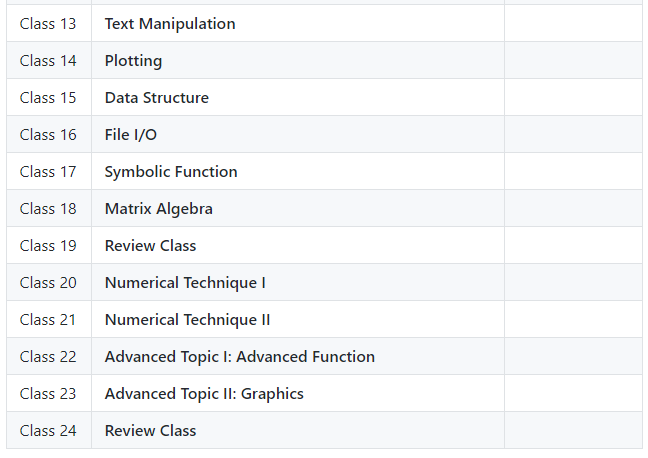 Class 13 Text Manipulation
Class 14 Plotting
Class 15 Data Structure
Class 16 File I/O
Class 17 Symbolic Function
Class 18 Matrix Algebra
Class 19 Review Class
Class 20 Numerical Technique I
Class 21 Numerical Technique II
Class 22 Advanced Topic I: Advanced Function
Class 23 Advanced Topic II: Graphics
Class 24 Review Class